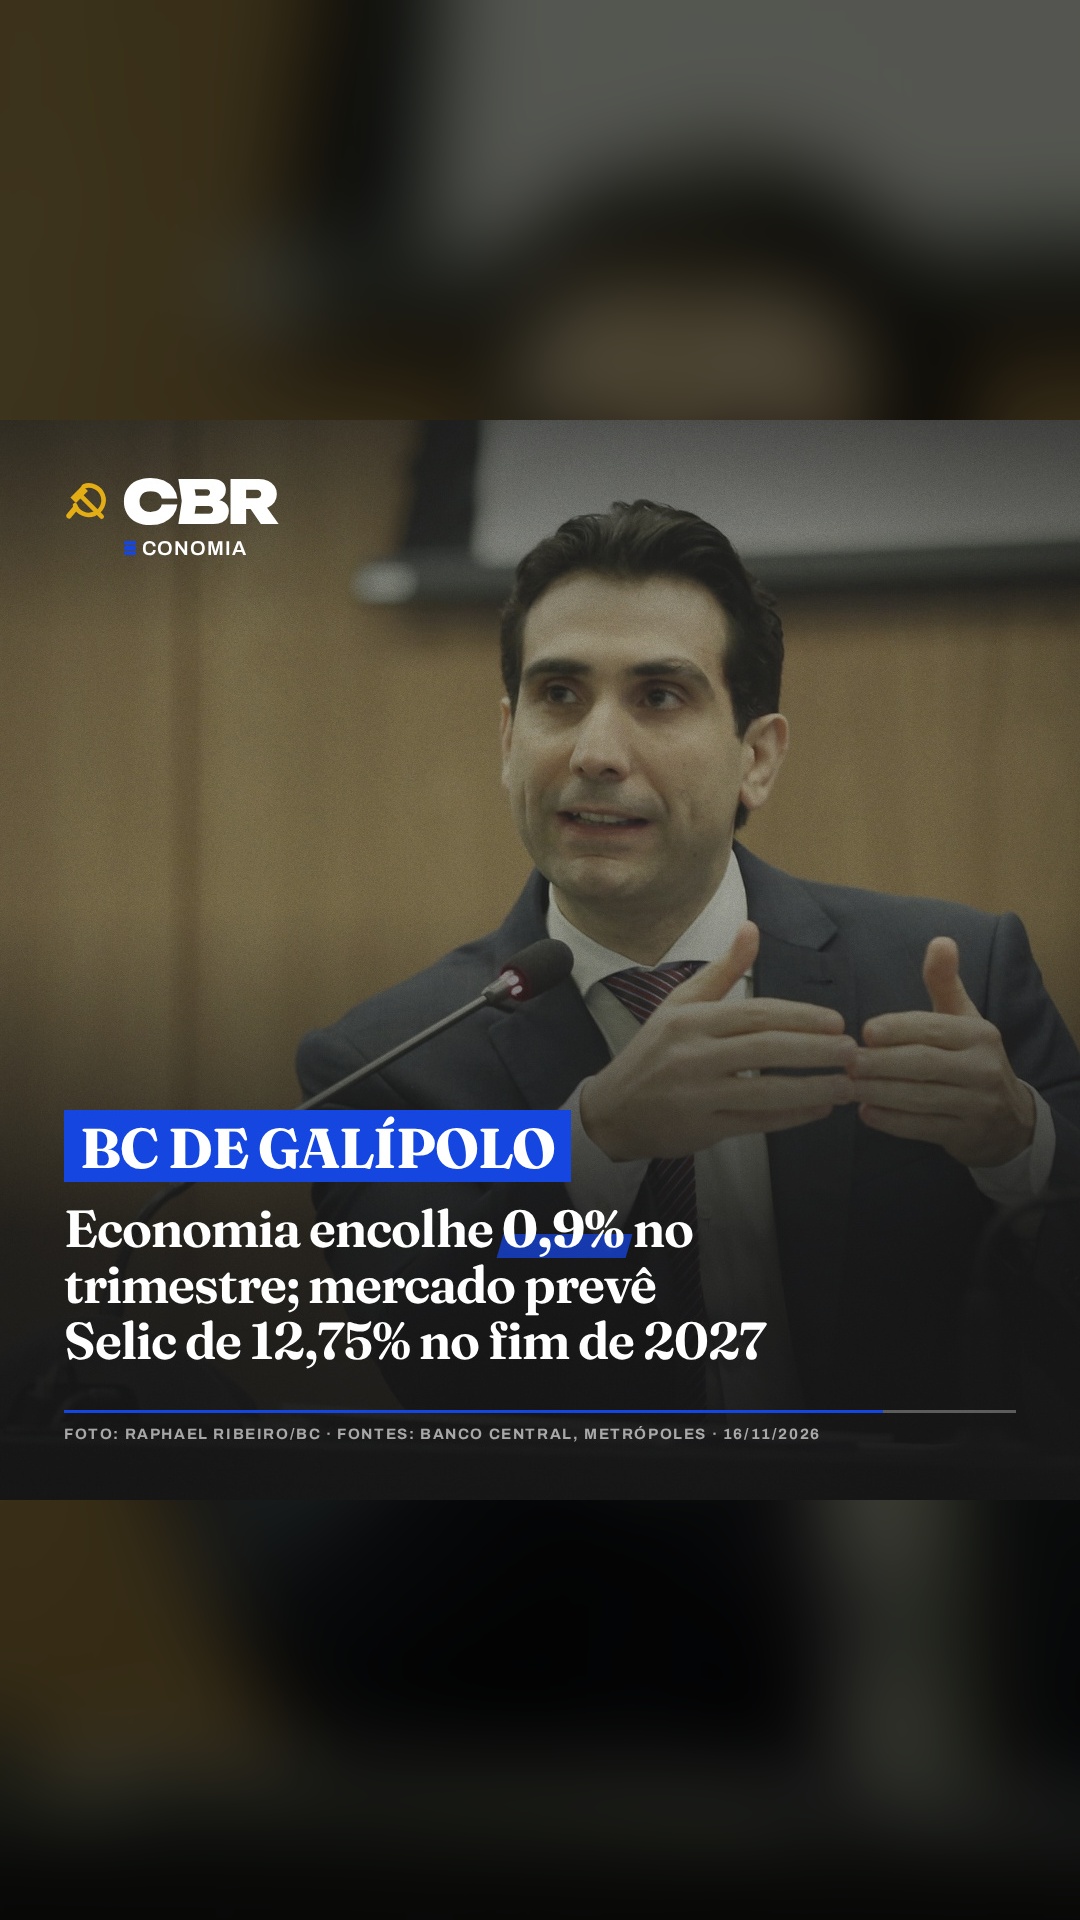 CBR
CONOMIA
BC DE GALÍPOLO
Economia encolhe 0,9% no
trimestre; mercado prevê
Selic de 12,75% no fim de 2027
FOTO: RAPHAEL RIBEIRO/BC · FONTES: BANCO CENTRAL, METRÓPOLES · 16/11/2026